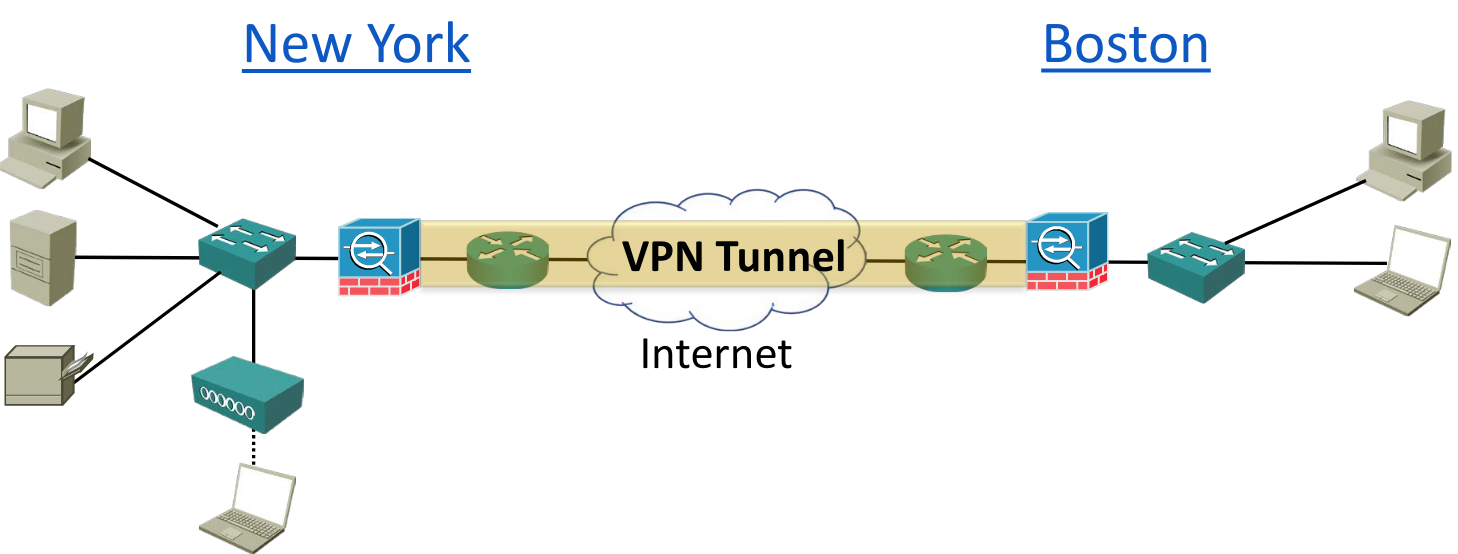 New York
Boston
VPN Tunnel
Internet